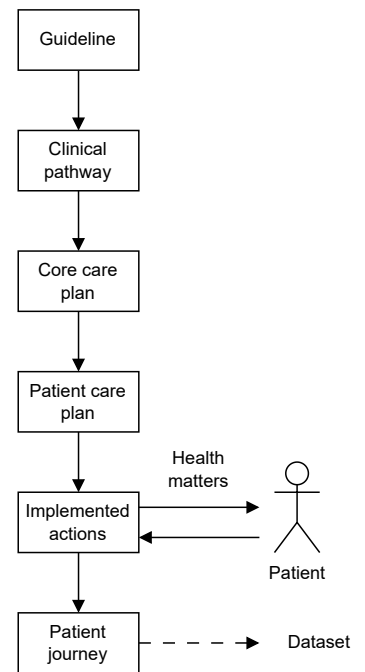 Guideline
Clinical
pathway
Core care
plan
Patient care
plan
Health
matters
Implemented
actions
Patient
Patient
journey
Dataset